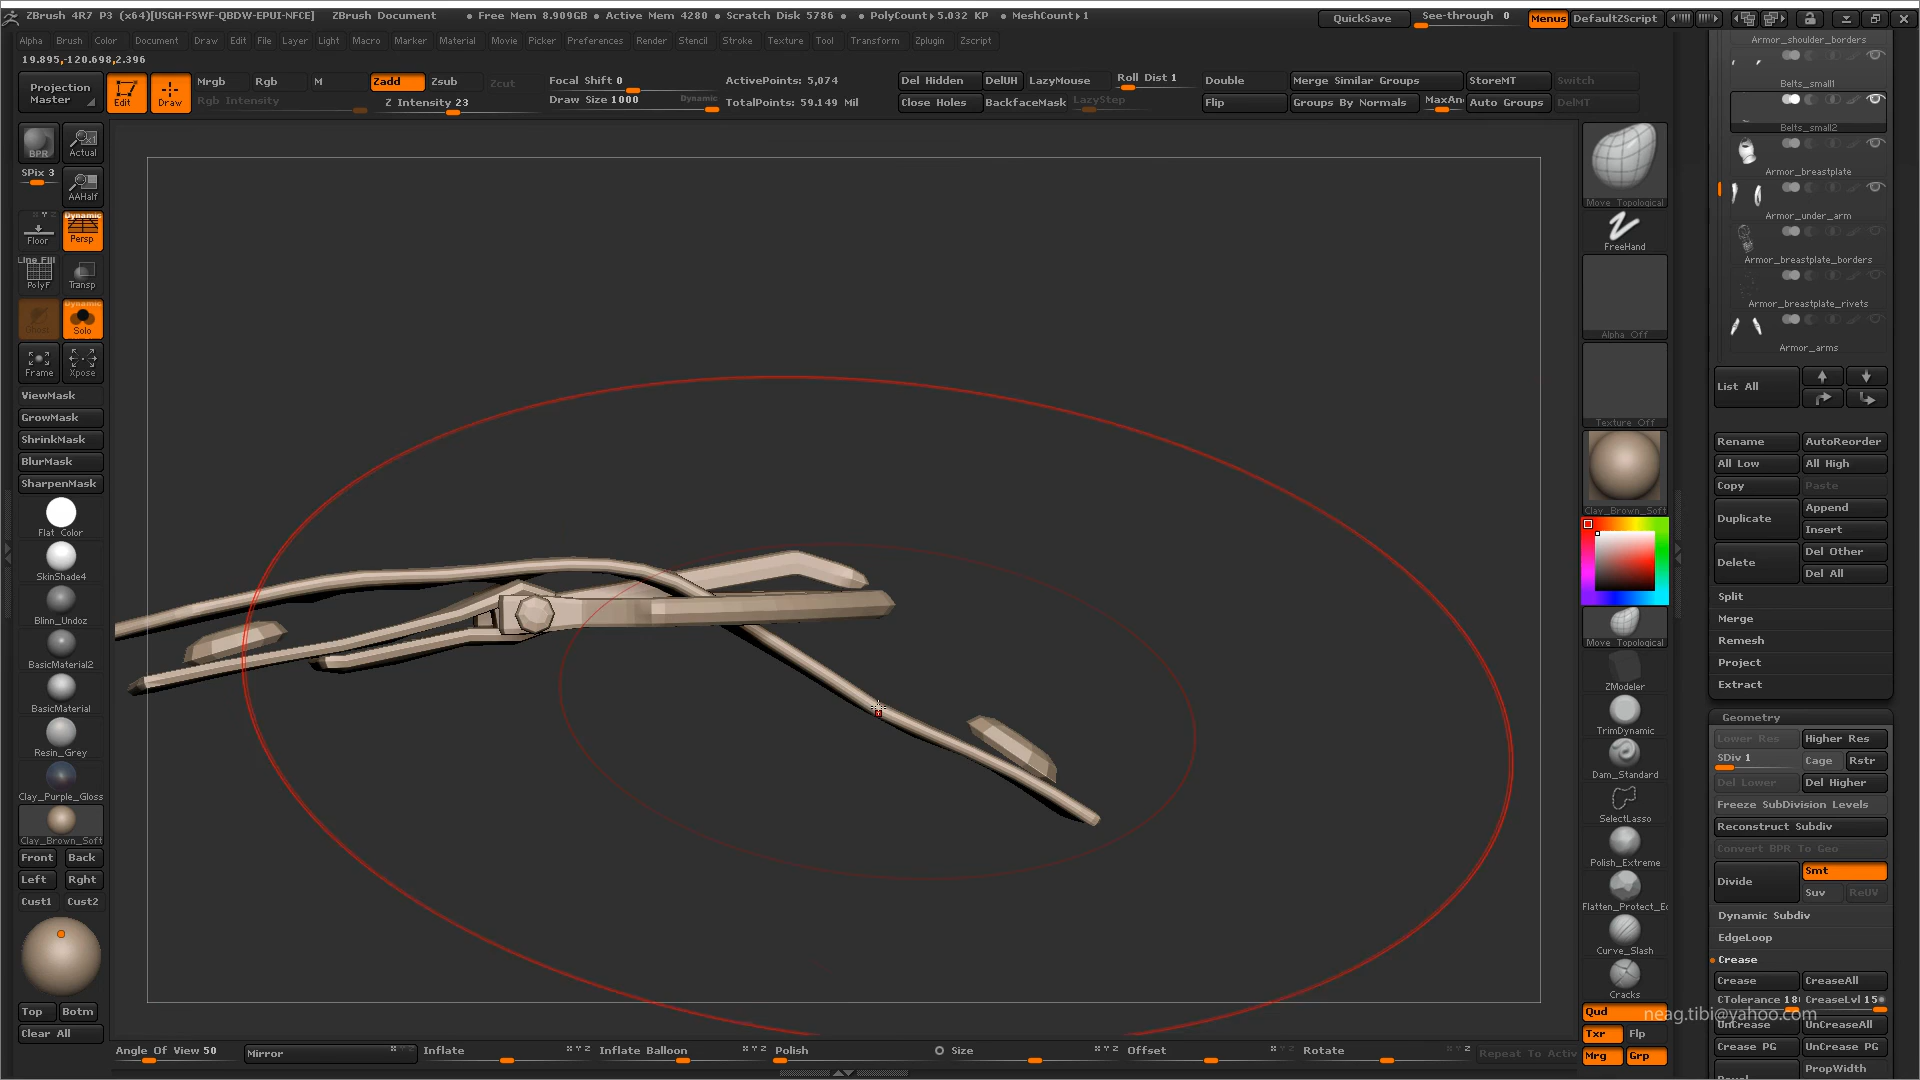 ZBrush 4R7 P3 (x64)[USGH-FSWF-QBDW-EPUI-NFCE] ZBrush Document • Free Mem 8.909GB • Active Mem 4280 • Scratch Disk 5786 • • PolyCount▸ 5.032 KP • MeshCount▸ 1 QuickSave See-through 0 Menus DefaultZScript
Alpha Brush Color Document Draw Edit File Layer Light Macro Marker Material Movie Picker Preferences Render Stencil Stroke Texture Tool Transform Zplugin Zscript
19.895,-120.698,2.396
Projection Master Edit Draw
Mrgb Rgb M Zadd Zsub Zcut Focal Shift 0 ActivePoints: 5,074 Del Hidden DelUH LazyMouse Roll Dist 1 Double Merge Similar Groups StoreMT Switch
Rgb Intensity Z Intensity 23 Draw Size 1000 Dynamic TotalPoints: 59.149 Mil Close Holes BackfaceMask LazyStep Flip Groups By Normals MaxAn Auto Groups DelMT
BPR Actual
SPix 3 AAHalf
Floor Dynamic Persp
Line Fill PolyF Transp
Ghost Dynamic Solo
Frame Xpose
ViewMask
GrowMask
ShrinkMask
BlurMask
SharpenMask
Flat Color
SkinShade4
Blinn_Undoz
BasicMaterial2
BasicMaterial
Resin_Grey
Clay_Purple_Gloss
Clay_Brown_Soft
Front Back
Left Rght
Cust1 Cust2
Top Botm
Clear All
Angle Of View 50 Mirror Inflate Inflate Balloon Polish Size Offset Rotate Repeat To Activ
Move Topological
FreeHand
Alpha Off
Texture Off
Clay_Brown_Soft
Move Topological
ZModeler
TrimDynamic
Dam_Standard
SelectLasso
Polish_Extreme
Flatten_Protect_Ec
Curve_Slash
Cracks
Qud
Txr Flp
Mrg Grp
Armor_shoulder_borders
Belts_small1
Belts_small2
Armor_breastplate
Armor_under_arm
Armor_breastplate_borders
Armor_breastplate_rivets
Armor_arms
List All
Rename AutoReorder
All Low All High
Copy Paste
Duplicate Append
Insert
Delete Del Other
Del All
Split
Merge
Remesh
Project
Extract
Geometry
Lower Res Higher Res
SDiv 1 Cage Rstr
Del Lower Del Higher
Freeze SubDivision Levels
Reconstruct Subdiv
Convert BPR To Geo
Divide Smt
Suv ReUV
Dynamic Subdiv
EdgeLoop
Crease
Crease CreaseAll
CTolerance 18 CreaseLvl 15
neag.tibi@yahoo.com
UnCrease UnCreaseAll
Crease PG UnCrease PG
PropWidth